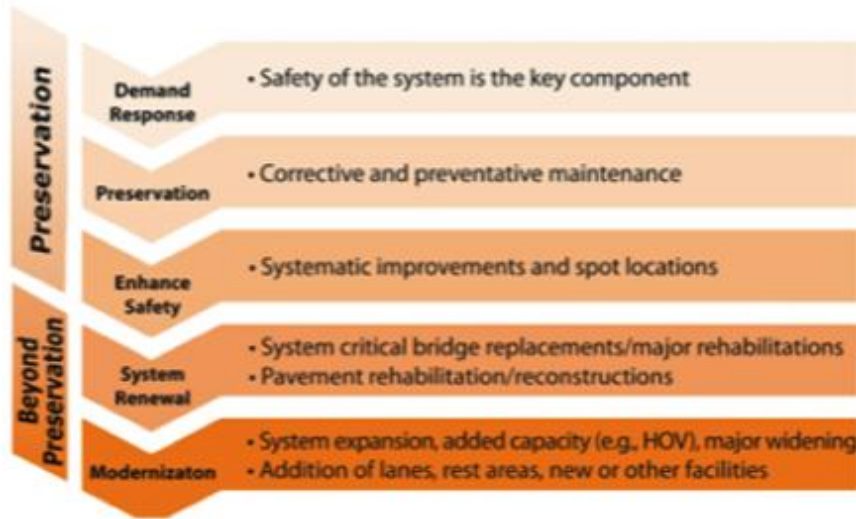 Preservation
Demand
Response
• Safety of the system is the key component
Preservation
• Corrective and preventative maintenance
Enhance
Safety
• Systematic improvements and spot locations
Beyond
Preservation
System
Renewal
• System critical bridge replacements/major rehabilitations
• Pavement rehabilitation/reconstructions
Modernizaton
• System expansion, added capacity (e.g., HOV), major widening
• Addition of lanes, rest areas, new or other facilities